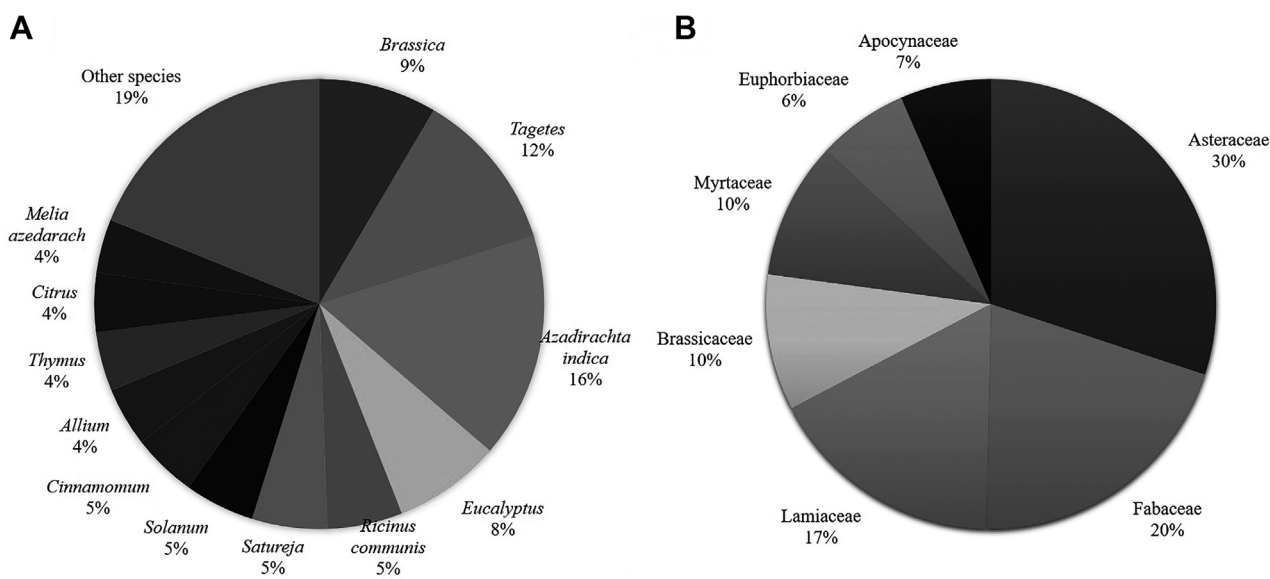 A
Brassica
9%
Tagetes
12%
Azadirachta
indica
16%
Eucalyptus
8%
Ricinus
communis
5%
Satureja
5%
Solanum
5%
Cinnamomum
5%
Allium
4%
Thymus
4%
Citrus
4%
Melia
azedarach
4%
Other species
19%
B
Asteraceae
30%
Fabaceae
20%
Lamiaceae
17%
Brassicaceae
10%
Myrtaceae
10%
Euphorbiaceae
6%
Apocynaceae
7%